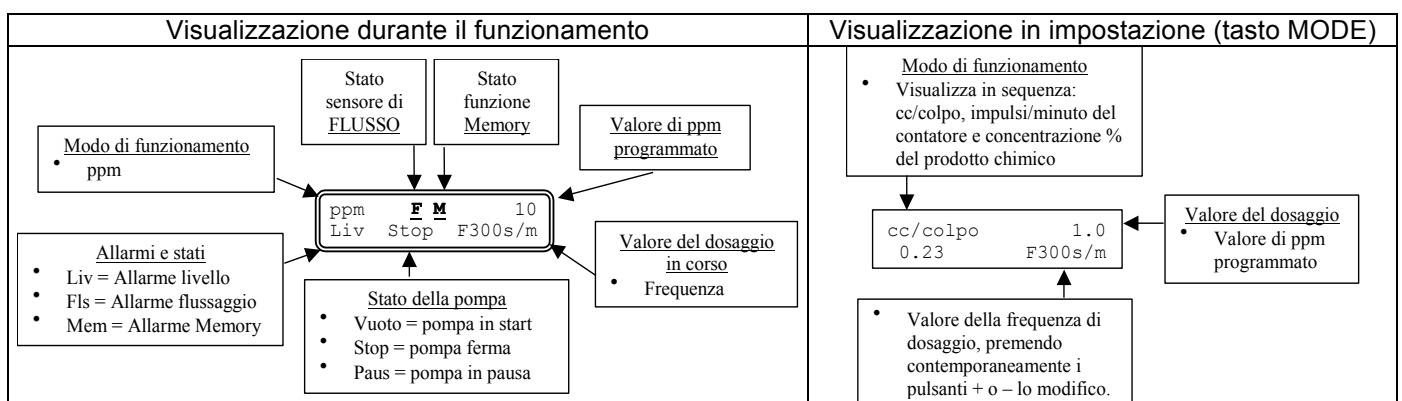 Visualizzazione durante il funzionamento
Visualizzazione in impostazione (tasto MODE)
Stato
sensore di
FLUSSO
Stato
funzione
Memory
Modo di funzionamento
• ppm
Valore di ppm
programmato
ppm F M 10
Liv Stop F300s/m
Allarmi e stati
• Liv = Allarme livello
• Fls = Allarme flussaggio
• Mem = Allarme Memory
Stato della pompa
• Vuoto = pompa in start
• Stop = pompa ferma
• Paus = pompa in pausa
Valore del dosaggio
in corso
• Frequenza
Modo di funzionamento
• Visualizza in sequenza:
cc/colpo, impulsi/minuto del
contatore e concentrazione %
del prodotto chimico
cc/colpo 1.0
0.23 F300s/m
Valore del dosaggio
• Valore di ppm
programmato
• Valore della frequenza di
dosaggio, premendo
contemporaneamente i
pulsanti + o – lo modifico.